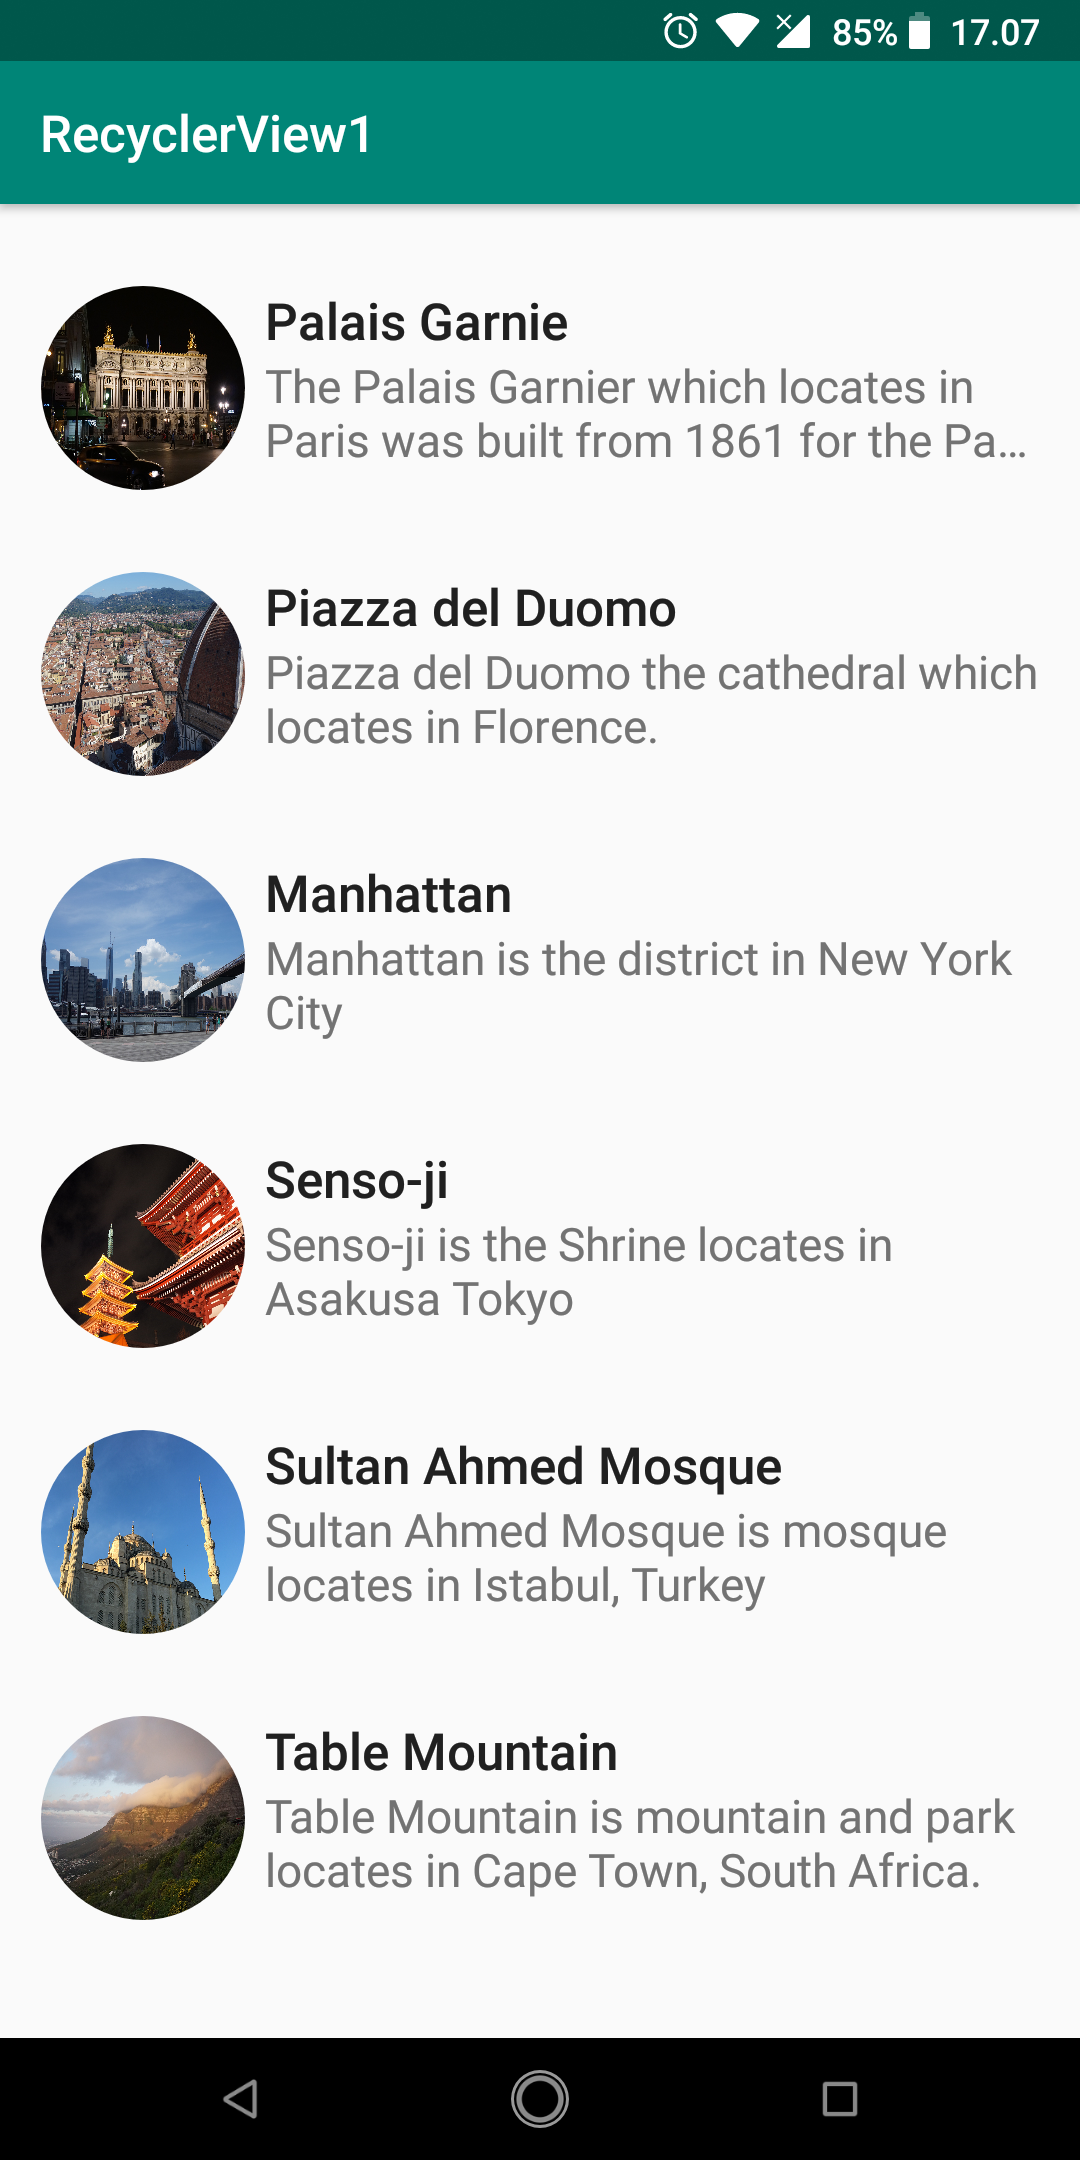 85% 17.07
RecyclerView1
Palais Garnie
The Palais Garnier which locates in
Paris was built from 1861 for the Pa...
Piazza del Duomo
Piazza del Duomo the cathedral which
locates in Florence.
Manhattan
Manhattan is the district in New York
City
Senso-ji
Senso-ji is the Shrine locates in
Asakusa Tokyo
Sultan Ahmed Mosque
Sultan Ahmed Mosque is mosque
locates in Istabul, Turkey
Table Mountain
Table Mountain is mountain and park
locates in Cape Town, South Africa.